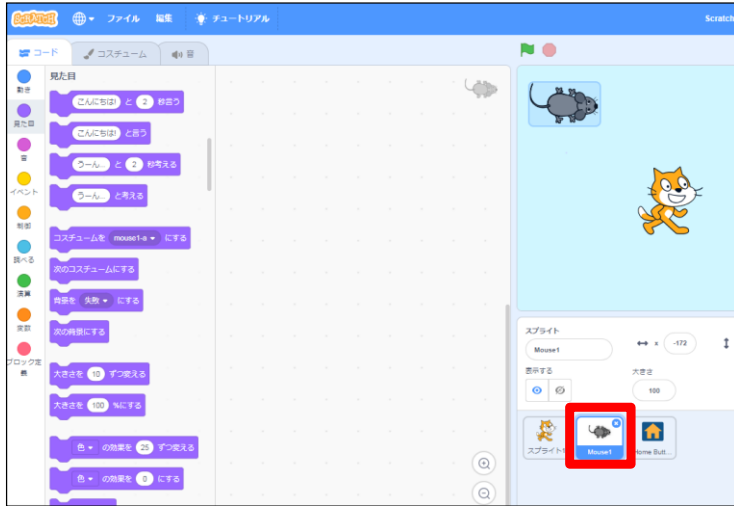 SCRATCH ファイル 編集 チュートリアル Scratch
コード コスチューム 音
動き
見た目
音
イベント
制御
調べる
演算
変数
ブロック定
義
見た目
こんにちは! と 2 秒言う
こんにちは! と言う
うーん... と 2 秒考える
うーん... と考える
コスチュームを mouse1-a にする
次のコスチュームにする
背景を 失敗 にする
次の背景にする
大きさを 10 ずつ変える
大きさを 100 %にする
色 の効果を 25 ずつ変える
色 の効果を 0 にする
スプライト
Mouse1 x -172
表示する 大きさ
100
スプライト1 Mouse1 Home Butt...